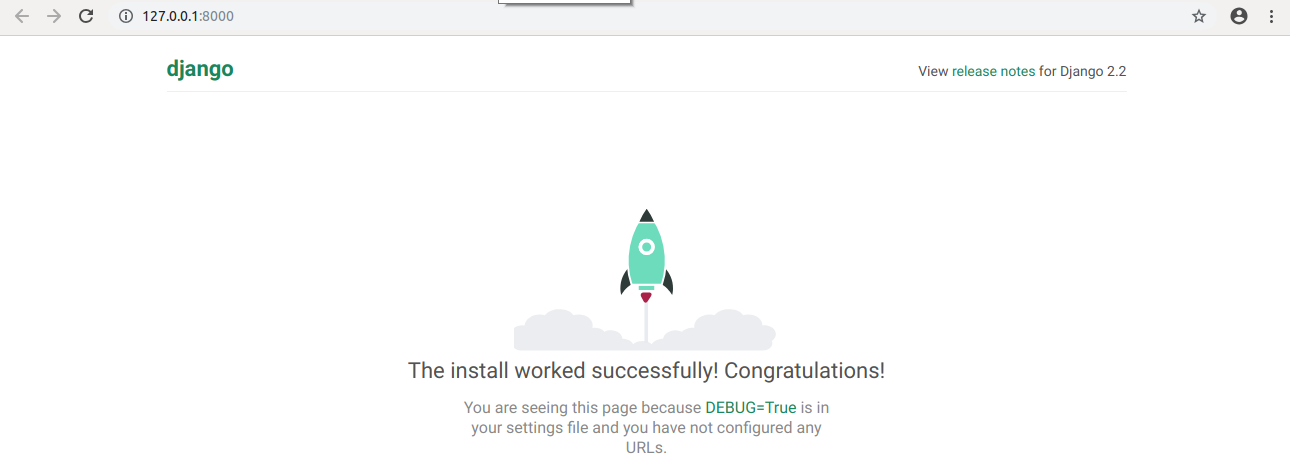 127.0.0.1:8000
django
View release notes for Django 2.2
The install worked successfully! Congratulations!
You are seeing this page because DEBUG=True is in
your settings file and you have not configured any
URLs.